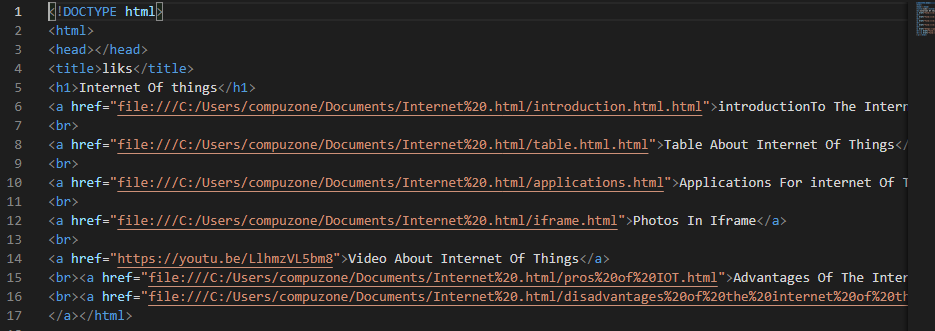 1 <!DOCTYPE html>
2 <html>
3 <head></head>
4 <title>liks</title>
5 <h1>Internet Of things</h1>
6 <a href="file:///C:/Users/compuzone/Documents/Internet%20.html/introduction.html.html">introductionTo The Inter
7 <br>
8 <a href="file:///C:/Users/compuzone/Documents/Internet%20.html/table.html.html">Table About Internet Of Things</
9 <br>
10 <a href="file:///C:/Users/compuzone/Documents/Internet%20.html/applications.html">Applications For internet Of T
11 <br>
12 <a href="file:///C:/Users/compuzone/Documents/Internet%20.html/iframe.html">Photos In Iframe</a>
13 <br>
14 <a href="https://youtu.be/LlhmzVL5bm8">Video About Internet Of Things</a>
15 <br><a href="file:///C:/Users/compuzone/Documents/Internet%20.html/pros%20of%20IOT.html">Advantages Of The Inter
16 <br><a href="file:///C:/Users/compuzone/Documents/Internet%20.html/disadvantages%20of%20the%20internet%20of%20th
17 </a></html>